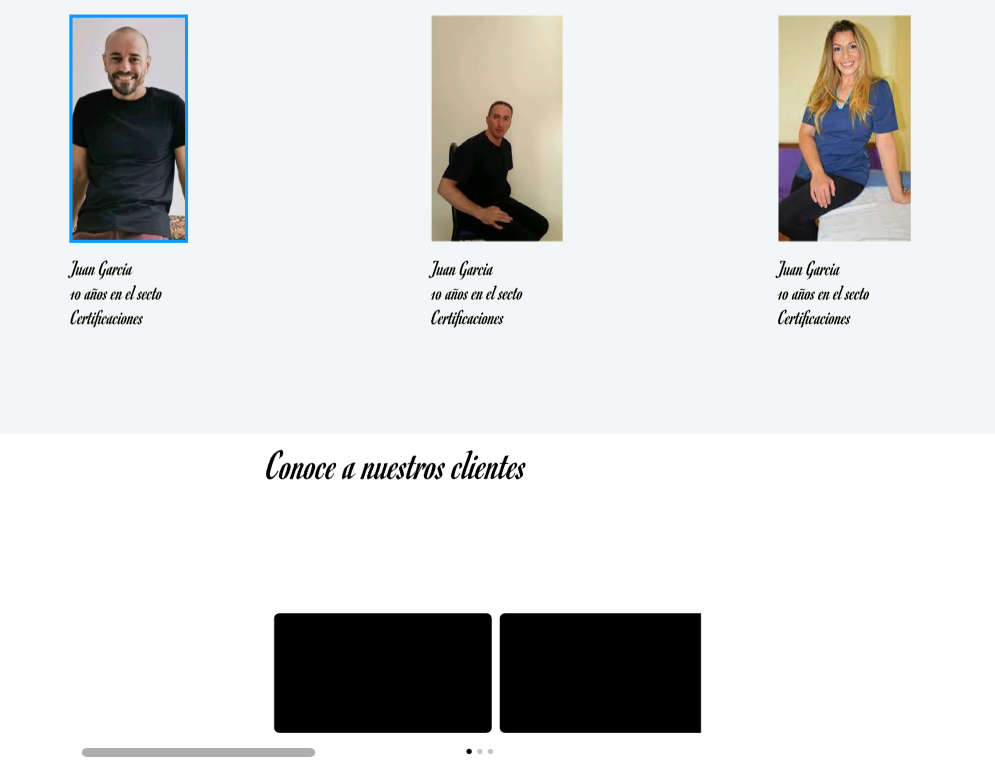 Juan Garcia
10 años en el secto
Certificaciones
Juan Garcia
10 años en el secto
Certificaciones
Juan Garcia
10 años en el secto
Certificaciones
Conoce a nuestros clientes